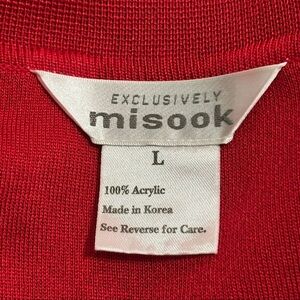 EXCLUSIVELY
misook
L
100% Acrylic
Made in Korea
See Reverse for Care.